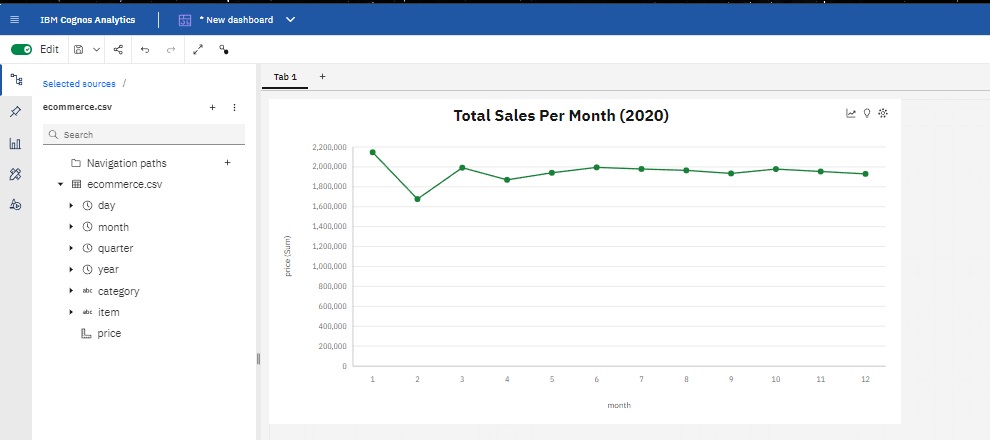 IBM Cognos Analytics
* New dashboard
Edit
Selected sources /
ecommerce.csv
Search
Navigation paths
ecommerce.csv
day
month
quarter
year
abc category
abc item
price
Tab 1
Total Sales Per Month (2020)
price (Sum)
2,200,000
2,000,000
1,800,000
1,600,000
1,400,000
1,200,000
1,000,000
800,000
600,000
400,000
200,000
0
1 2 3 4 5 6 7 8 9 10 11 12
month